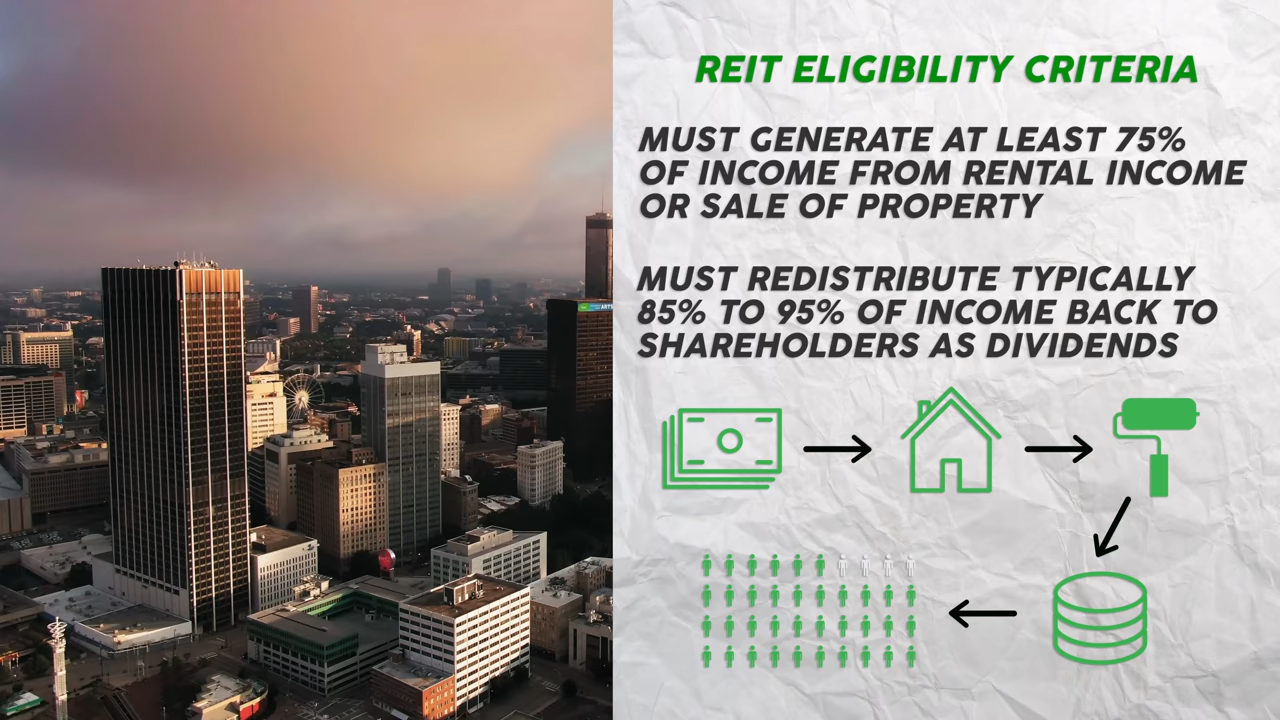 REIT ELIGIBILITY CRITERIA
MUST GENERATE AT LEAST 75%
OF INCOME FROM RENTAL INCOME
OR SALE OF PROPERTY
MUST REDISTRIBUTE TYPICALLY
85% TO 95% OF INCOME BACK TO
SHAREHOLDERS AS DIVIDENDS